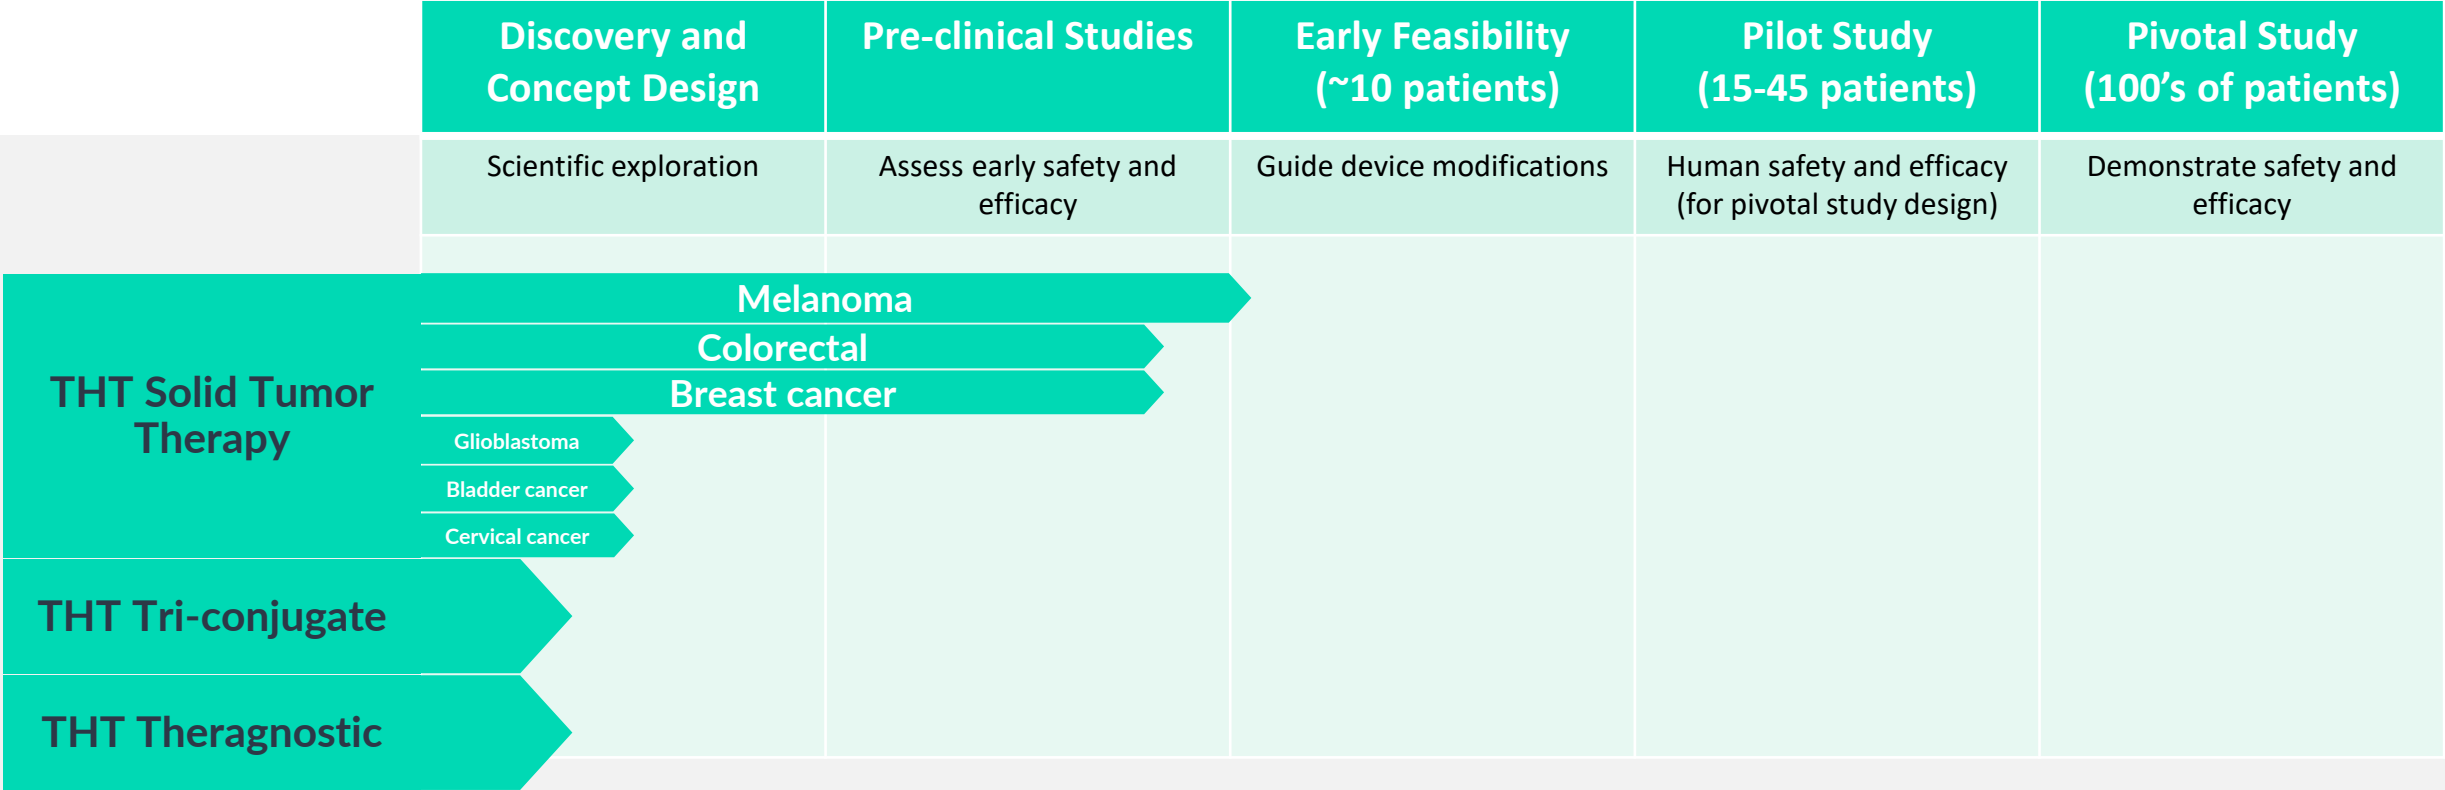 Discovery and
Concept Design
Pre-clinical Studies
Early Feasibility
(~10 patients)
Pilot Study
(15-45 patients)
Pivotal Study
(100’s of patients)
Scientific exploration
Assess early safety and
efficacy
Guide device modifications
Human safety and efficacy
(for pivotal study design)
Demonstrate safety and
efficacy
THT Solid Tumor
Therapy
Melanoma
Colorectal
Breast cancer
Glioblastoma
Bladder cancer
Cervical cancer
THT Tri-conjugate
THT Theragnostic